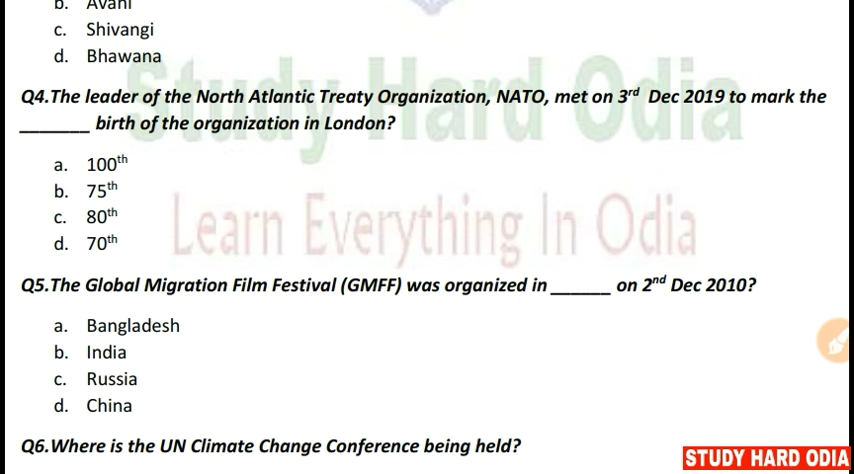 b. Avani
c. Shivangi
d. Bhawana
Q4.The leader of the North Atlantic Treaty Organization, NATO, met on 3rd Dec 2019 to mark the
_______ birth of the organization in London?
a. 100th
b. 75th
c. 80th
d. 70th
Q5.The Global Migration Film Festival (GMFF) was organized in ______ on 2nd Dec 2010?
a. Bangladesh
b. India
c. Russia
d. China
Q6.Where is the UN Climate Change Conference being held?
Study Hard Odia
Learn Everything In Odia
STUDY HARD ODIA